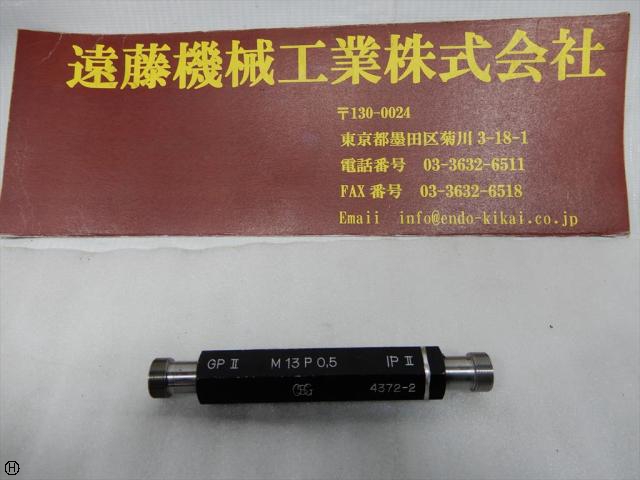 遠藤機械工業株式会社
〒130-0024
東京都墨田区菊川 3-18-1
電話番号 03-3632-6511
FAX 番号 03-3632-6518
Emaii info@endo-kikai.co.jp
GP II M 13 P 0.5 IP II
OSG 4372-2
H